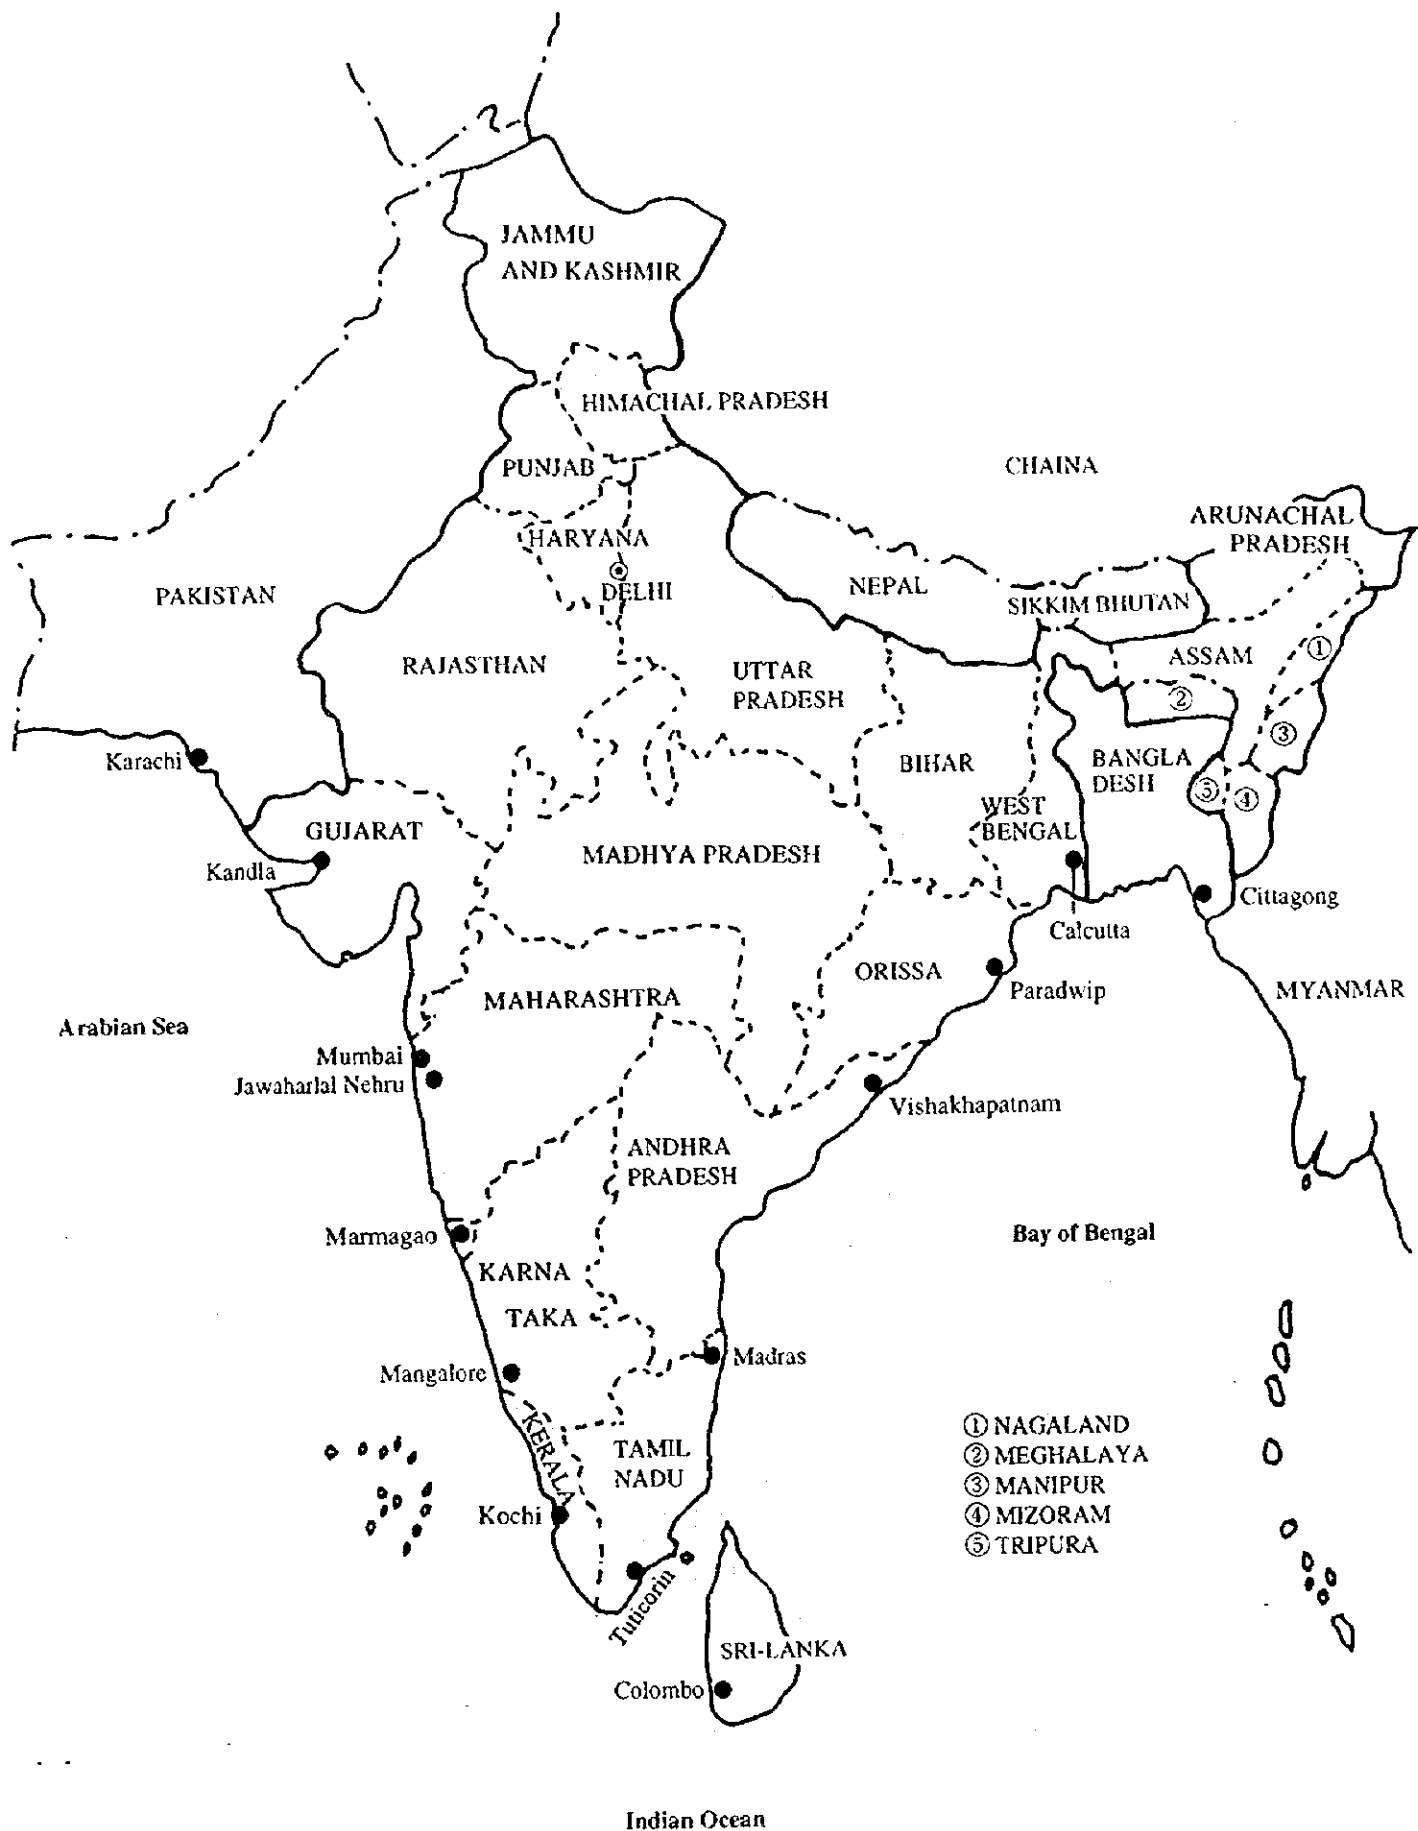 JAMMU
AND KASHMIR
HIMACHAL PRADESH
PUNJAB
CHAINA
ARUNACHAL
PRADESH
HARYANA
DELHI
PAKISTAN
NEPAL
SIKKIM BHUTAN
RAJASTHAN
UTTAR
PRADESH
ASSAM
①
②
③
Karachi
BIHAR
BANGLA
DESH
⑤
④
GUJARAT
WEST
BENGAL
MADHYA PRADESH
Kandla
Cittagong
Calcutta
ORISSA
Paradwip
MAHARASHTRA
MYANMAR
Arabian Sea
Mumbai
Jawaharlal Nehru
Vishakhapatnam
ANDHRA
PRADESH
Marmagao
Bay of Bengal
KARNA
TAKA
Madras
Mangalore
KERALA
TAMIL
NADU
① NAGALAND
② MEGHALAYA
③ MANIPUR
④ MIZORAM
⑤ TRIPURA
Kochi
Tuticorin
SRI-LANKA
Colombo
Indian Ocean